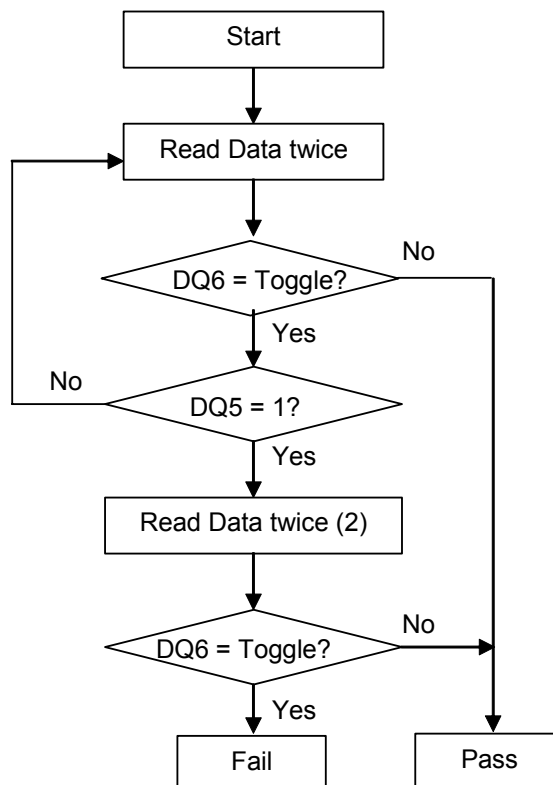 Start
Read Data twice
No
DQ6 = Toggle?
Yes
No
DQ5 = 1?
Yes
Read Data twice (2)
No
DQ6 = Toggle?
Yes
Fail
Pass